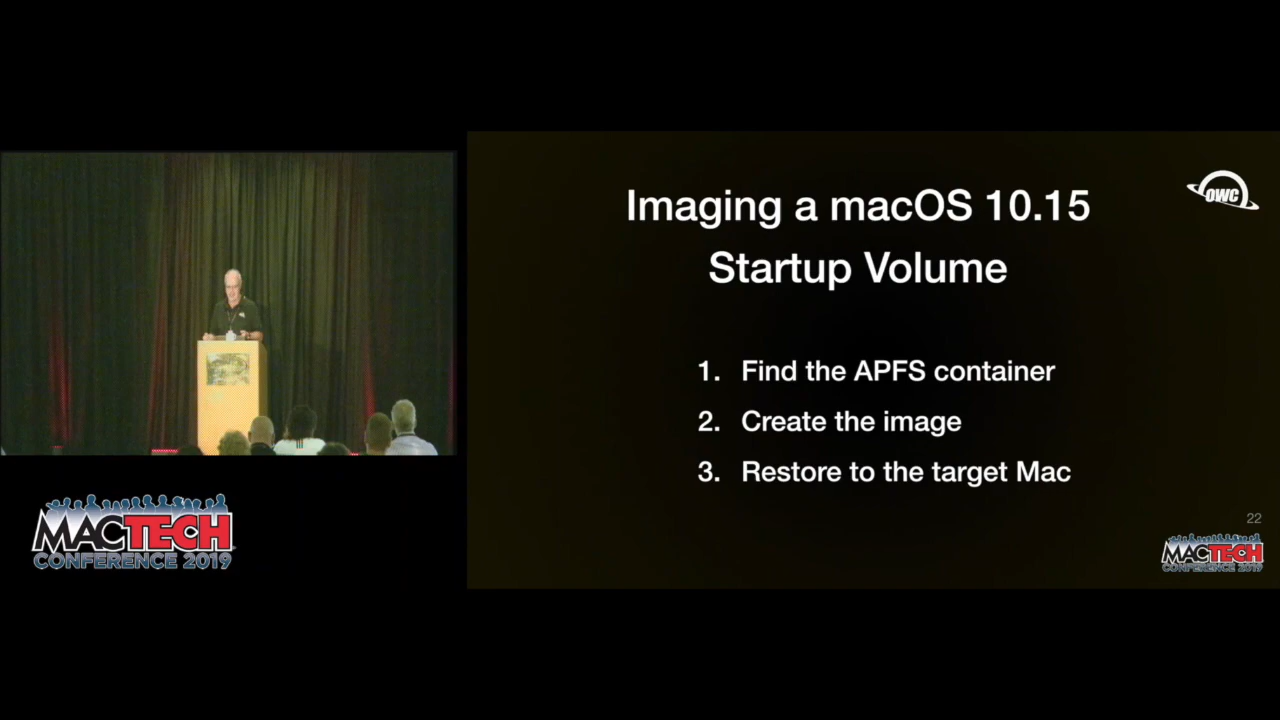 Imaging a macOS 10.15
Startup Volume
OWC
1. Find the APFS container
2. Create the image
3. Restore to the target Mac
22
MACTECH
CONFERENCE 2019
MACTECH
CONFERENCE 2019